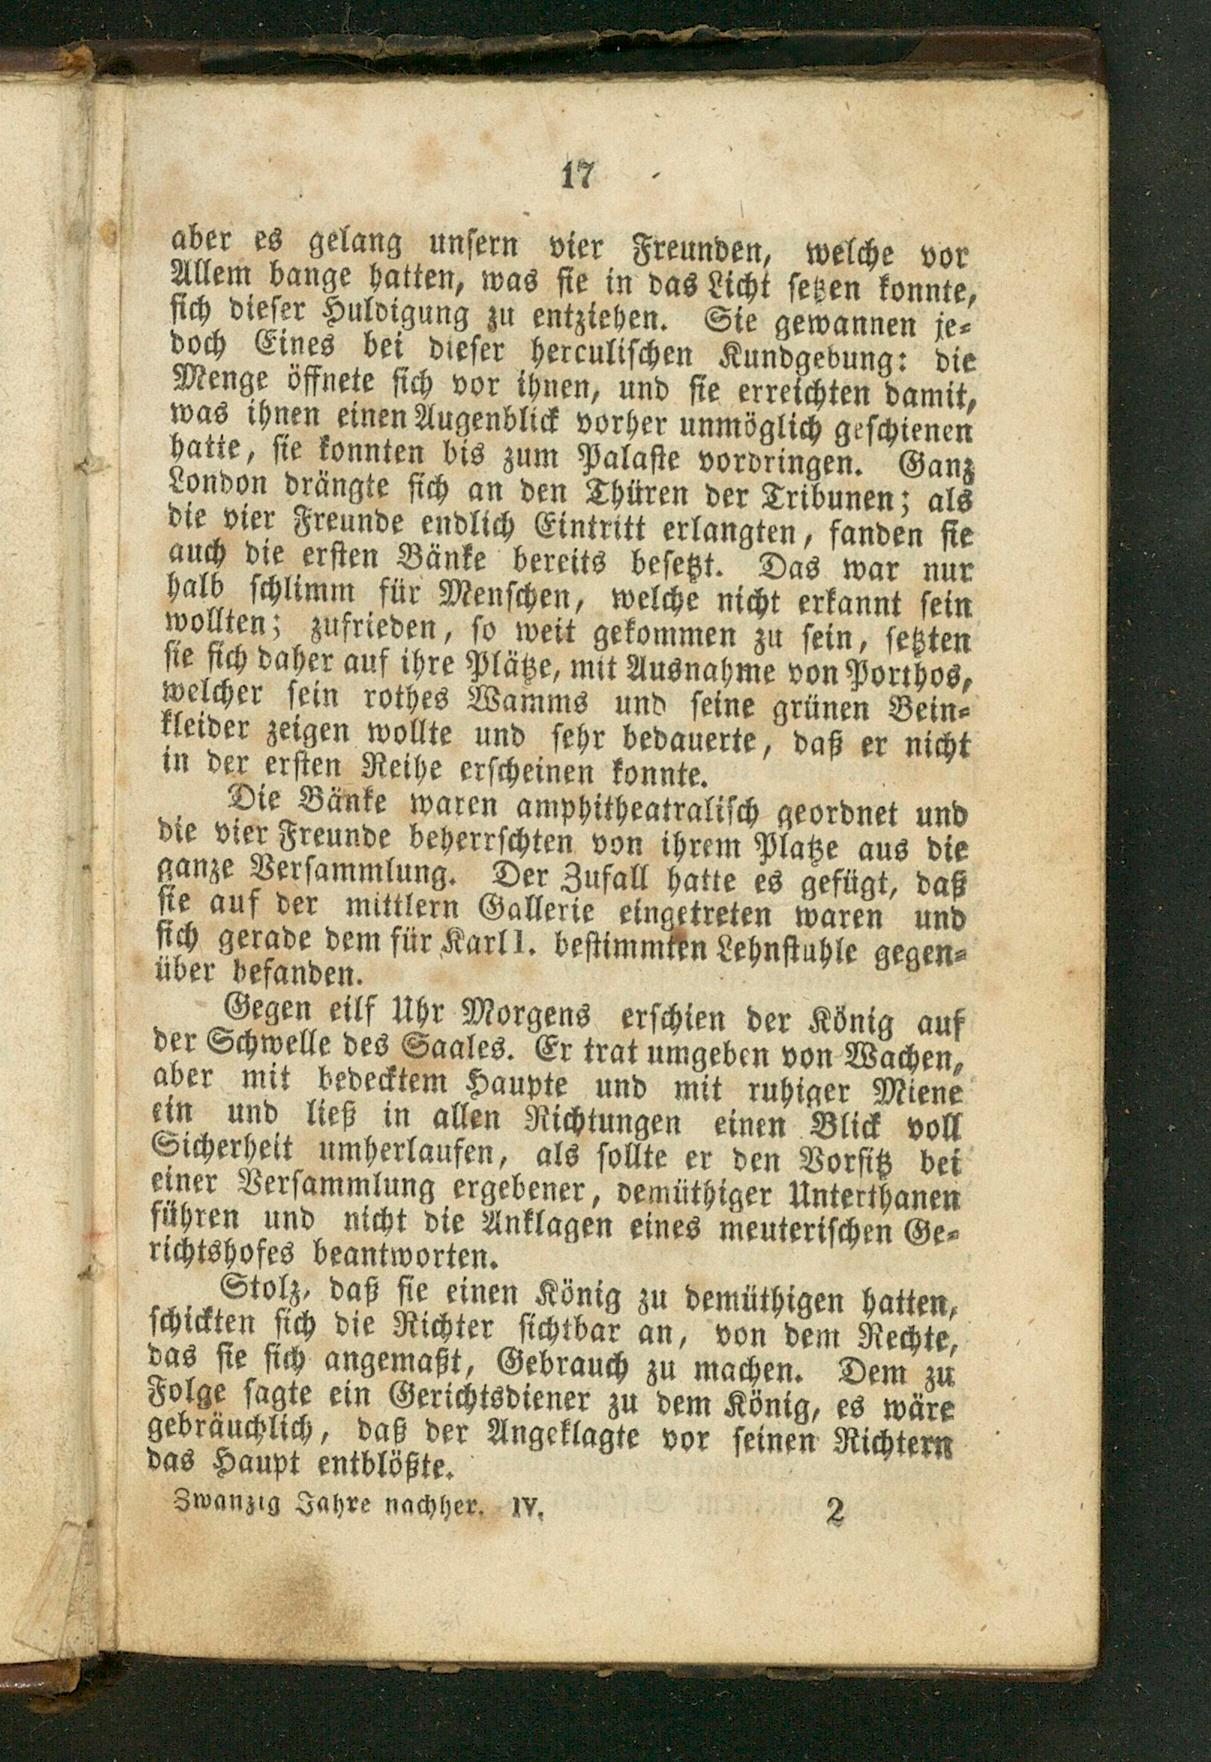 17
aber es gelang unsern vier Freunden, welche vor
Allem bange hatten, was sie in das Licht setzen konnte,
sich dieser Huldigung zu entziehen. Sie gewannen je-
doch Eines bei dieser herculischen Kundgebung: die
Menge öffnete sich vor ihnen, und sie erreichten damit,
was ihnen einen Augenblick vorher unmöglich geschienen
hatte, sie konnten bis zum Palaste vordringen. Ganz
London drängte sich an den Thüren der Tribunen; als
die vier Freunde endlich Eintritt erlangten, fanden sie
auch die ersten Bänke bereits besetzt. Das war nur
halb schlimm für Menschen, welche nicht erkannt sein
wollten; zufrieden, so weit gekommen zu sein, setzten
sie sich daher auf ihre Plätze, mit Ausnahme von Porthos,
welcher sein rothes Wamms und seine grünen Bein-
kleider zeigen wollte und sehr bedauerte, daß er nicht
in der ersten Reihe erscheinen konnte.
Die Bänke waren amphitheatralisch geordnet und
die vier Freunde beherrschten von ihrem Platze aus die
ganze Versammlung. Der Zufall hatte es gefügt, daß
sie auf der mittlern Gallerie eingetreten waren und
sich gerade dem für Karl I. bestimmten Lehnstuhle gegen-
über befanden.
Gegen eilf Uhr Morgens erschien der König auf
der Schwelle des Saales. Er trat umgeben von Wachen,
aber mit bedecktem Haupte und mit ruhiger Miene
ein und ließ in allen Richtungen einen Blick voll
Sicherheit umherlaufen, als sollte er den Vorsitz bei
einer Versammlung ergebener, demüthiger Unterthanen
führen und nicht die Anklagen eines meuterischen Ge-
richtshofes beantworten.
Stolz, daß sie einen König zu demüthigen hatten,
schickten sich die Richter sichtbar an, von dem Rechte,
das sie sich angemaßt, Gebrauch zu machen. Dem zu
Folge sagte ein Gerichtsdiener zu dem König, es wäre
gebräuchlich, daß der Angeklagte vor seinen Richtern
das Haupt entblößte.
Zwanzig Jahre nachher. IV. 2